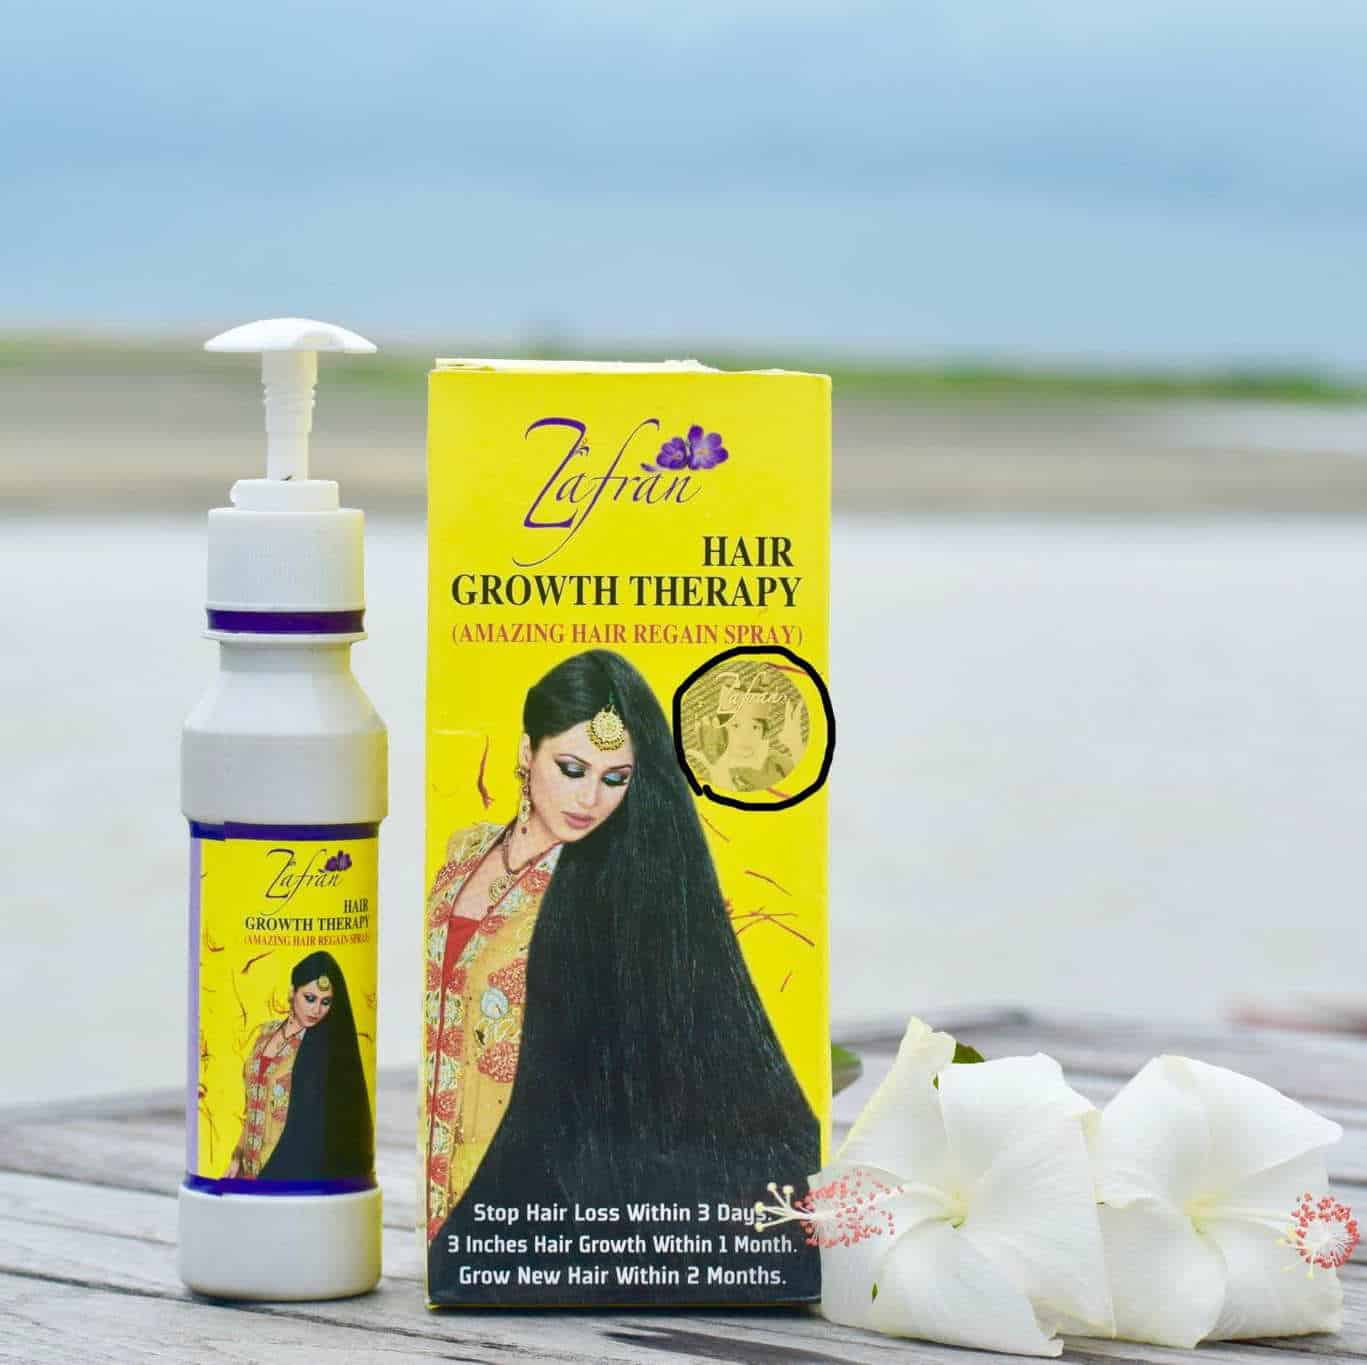 Zafran
HAIR
GROWTH THERAPY
(AMAZING HAIR REGAIN SPRAY)
Zafran
Stop Hair Loss Within 3 Days.
3 Inches Hair Growth Within 1 Month.
Grow New Hair Within 2 Months.
Zafran
HAIR
GROWTH THERAPY
(AMAZING HAIR REGAIN SPRAY)